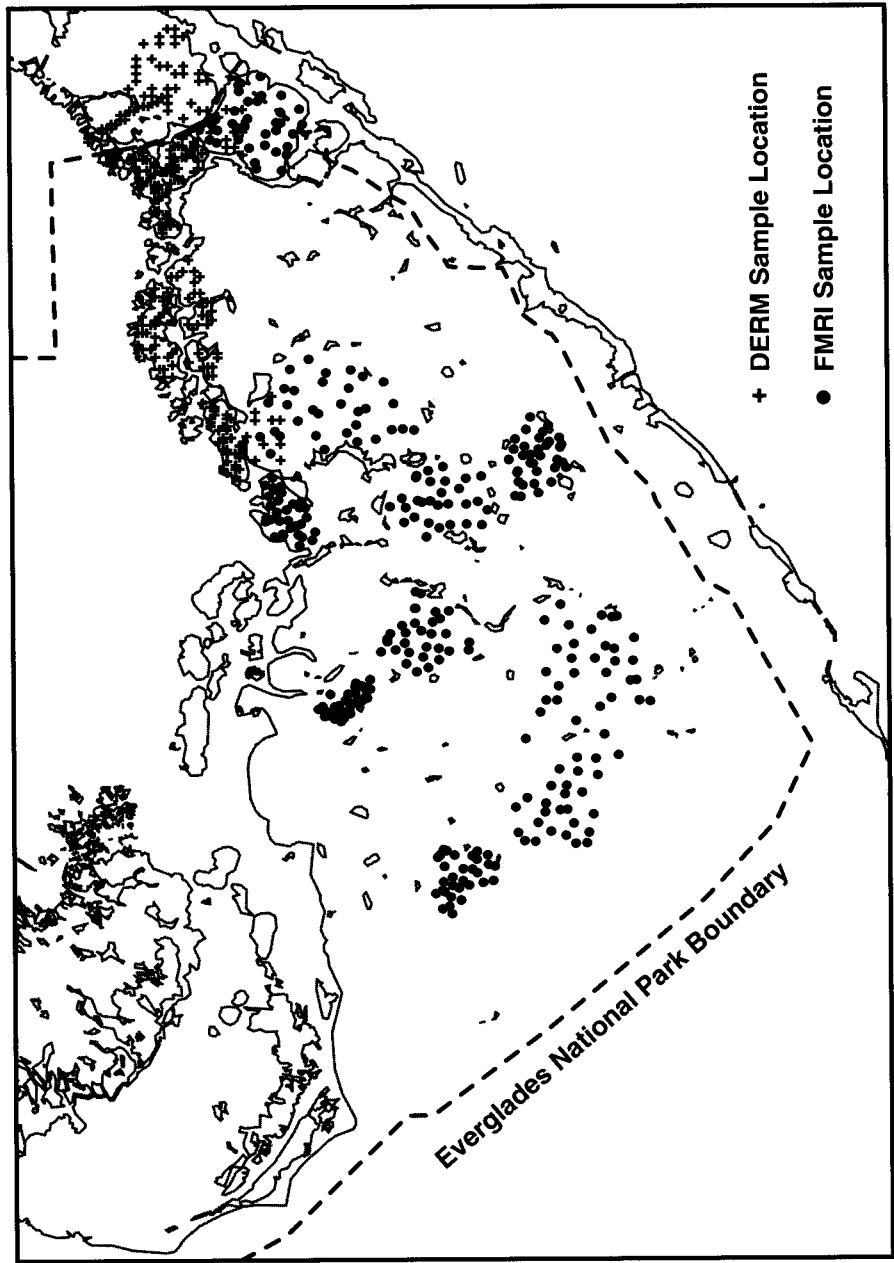 Everglades National Park Boundary
+ DERM Sample Location
● FMRI Sample Location